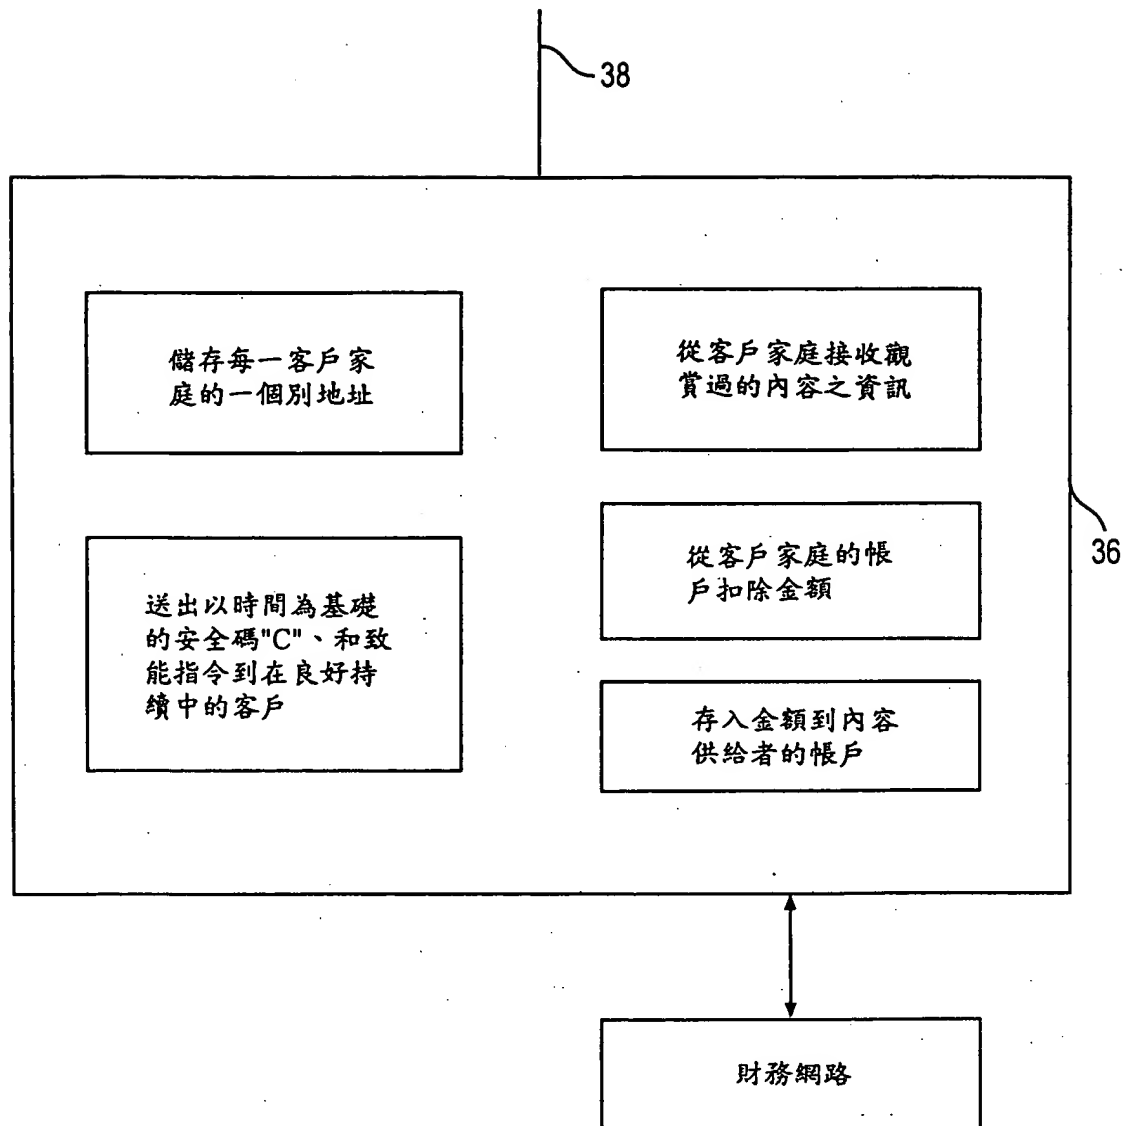 38
儲存每一客戶家
庭的一個別地址
從客戶家庭接收觀
賞過的內容之資訊
從客戶家庭的帳
戶扣除金額
36
送出以時間為基礎
的安全碼"C"、和致
能指令到在良好持
續中的客戶
存入金額到內容
供給者的帳戶
財務網路